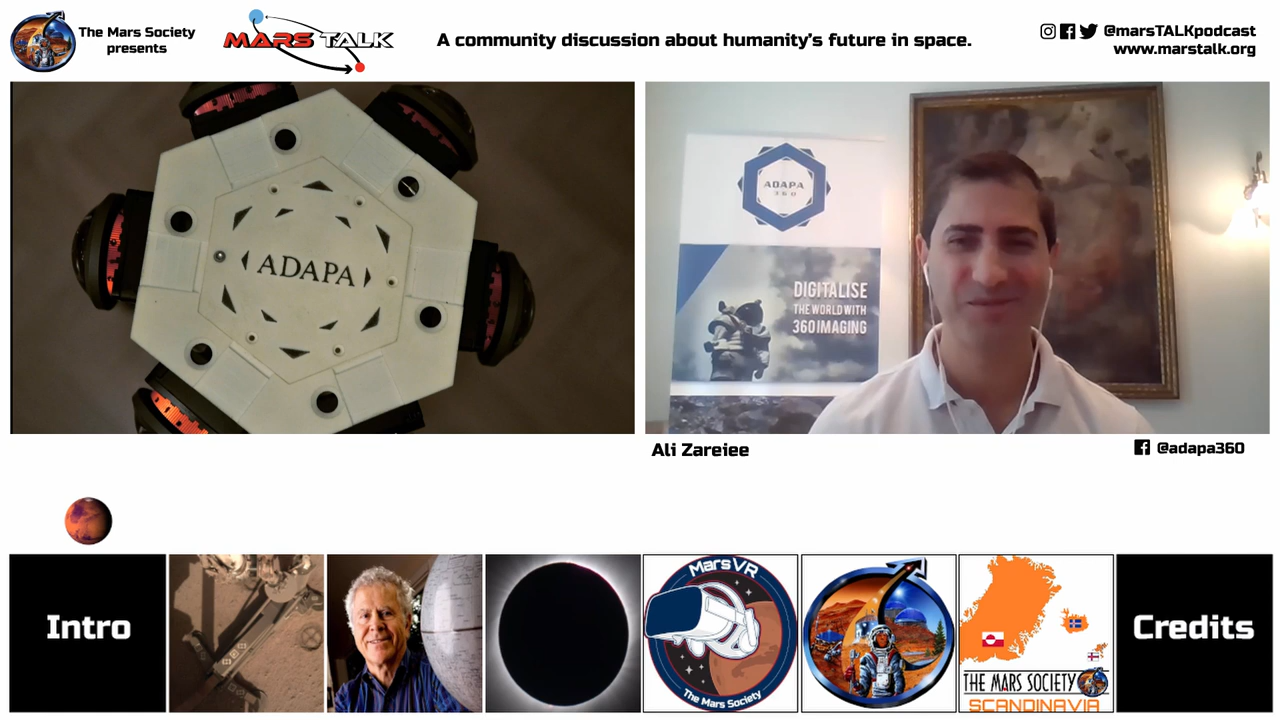 The Mars Society
presents
MARS TALK
A community discussion about humanity's future in space.
@marsTALKpodcast
www.marstalk.org
ADAPA
ADAPA
360
DIGITALISE
THE WORLD WITH
360 IMAGING
Ali Zareiee
@adapa360
Intro
MarsVR
The Mars Society
THE MARS SOCIETY
SCANDINAVIA
Credits